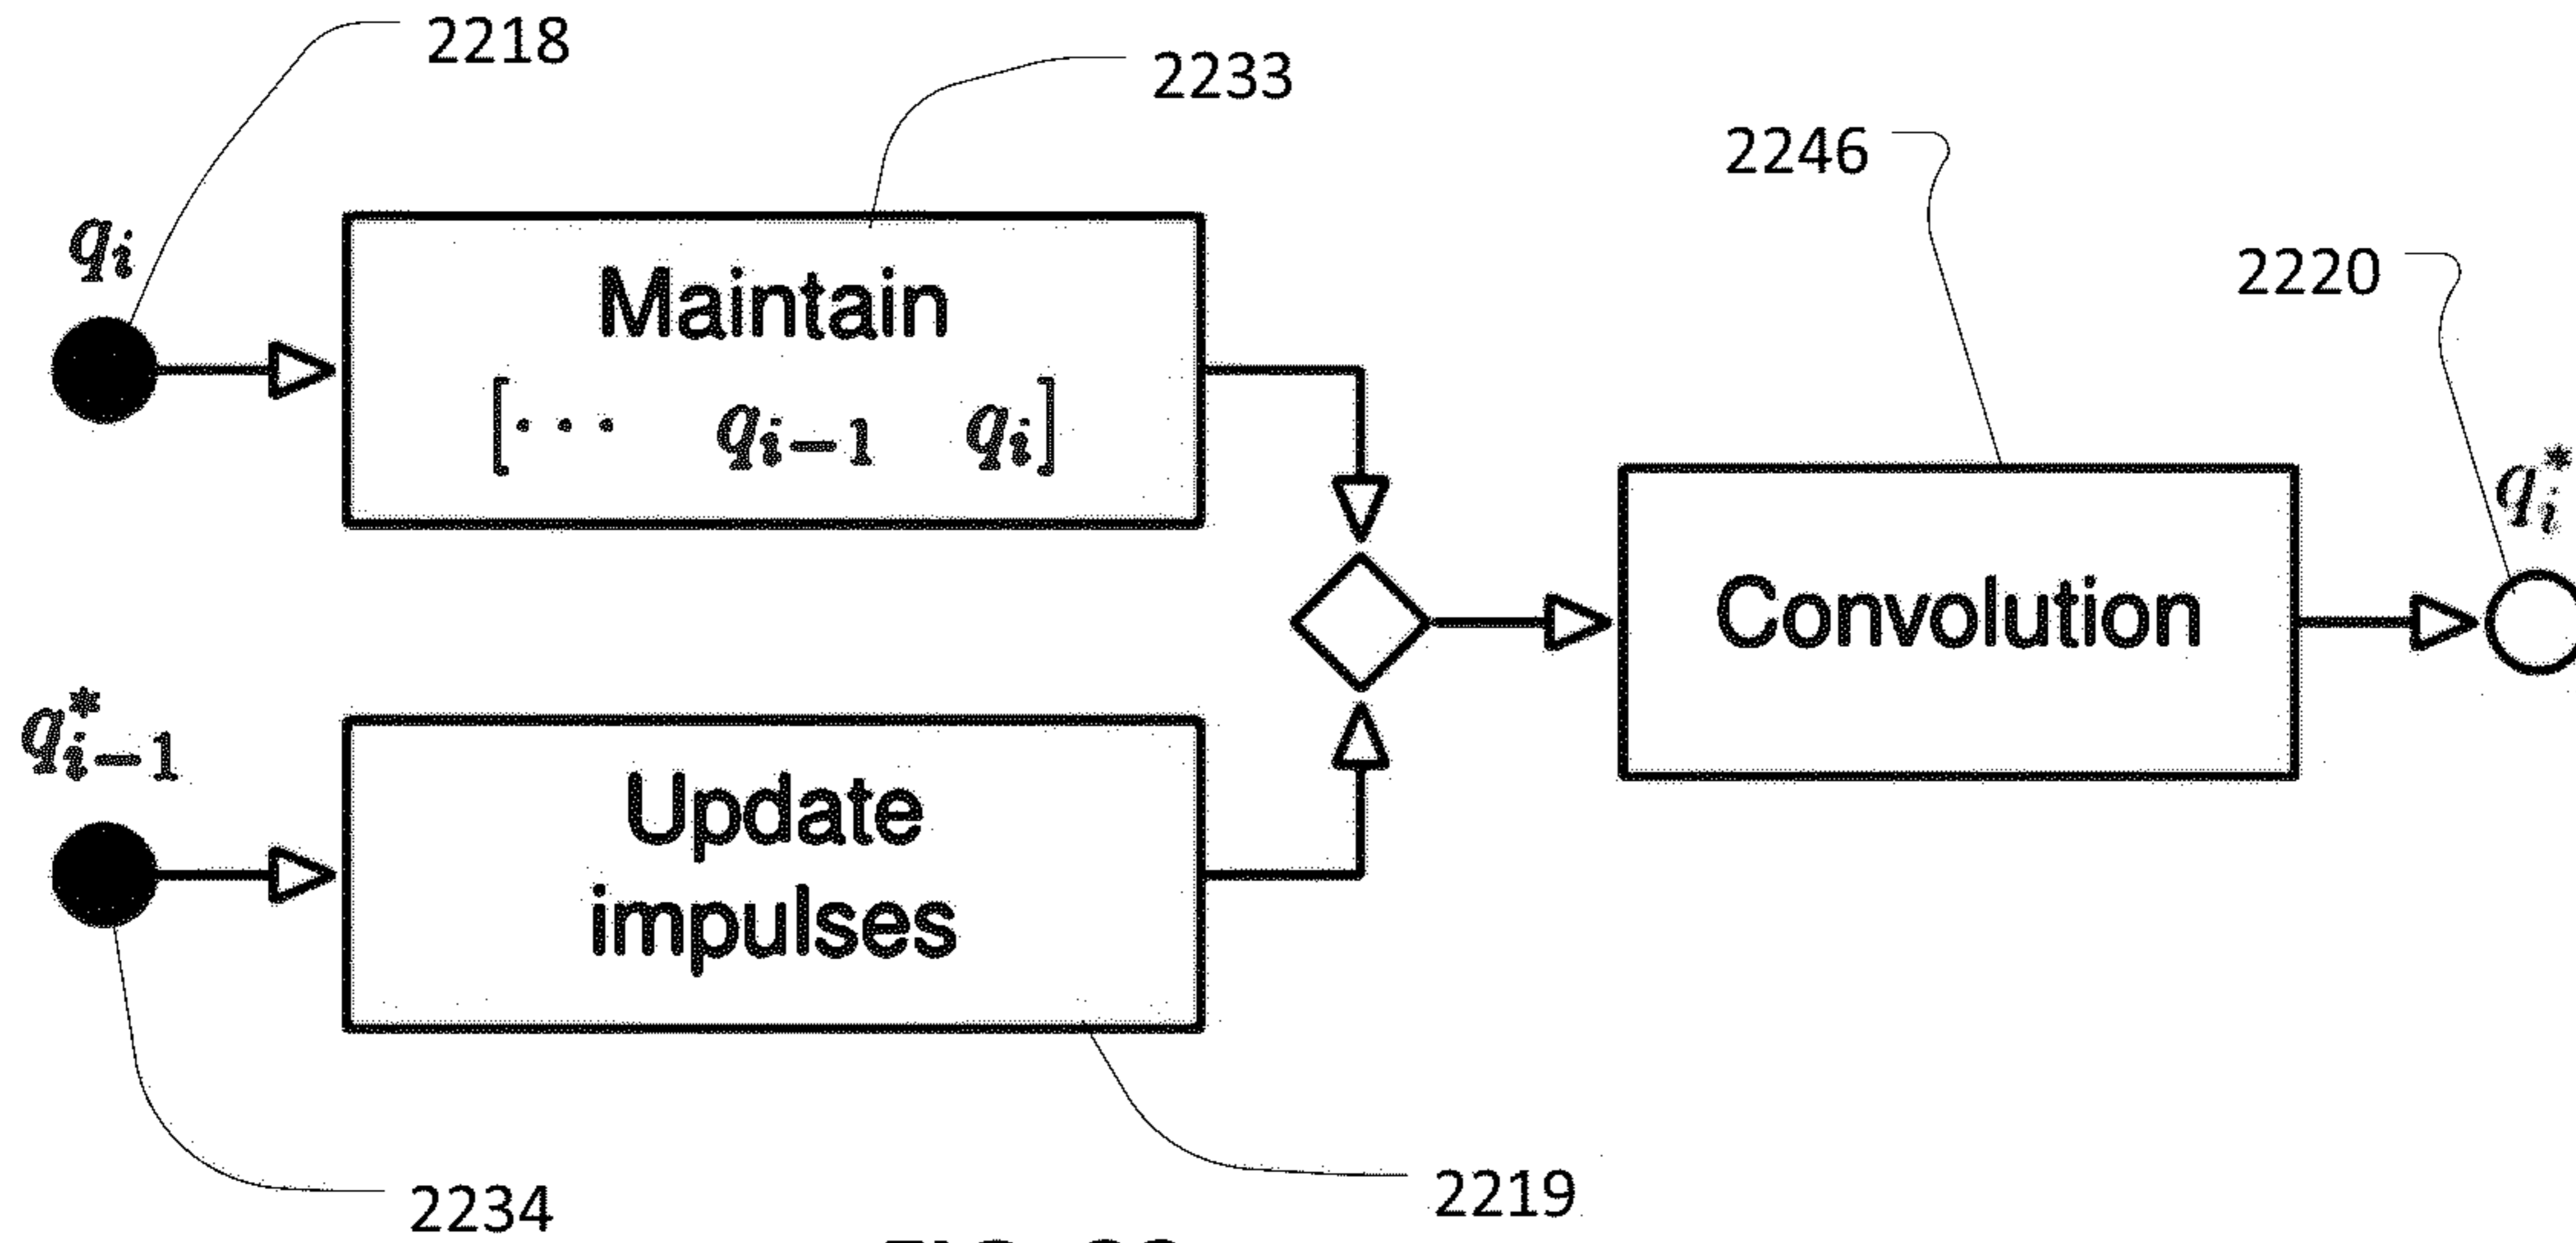 2218
2233
2246
2220
q_i
Maintain
[··· q_{i−1} q_i]
q_i^*
Convolution
q_{i−1}^*
Update
impulses
2234
2219